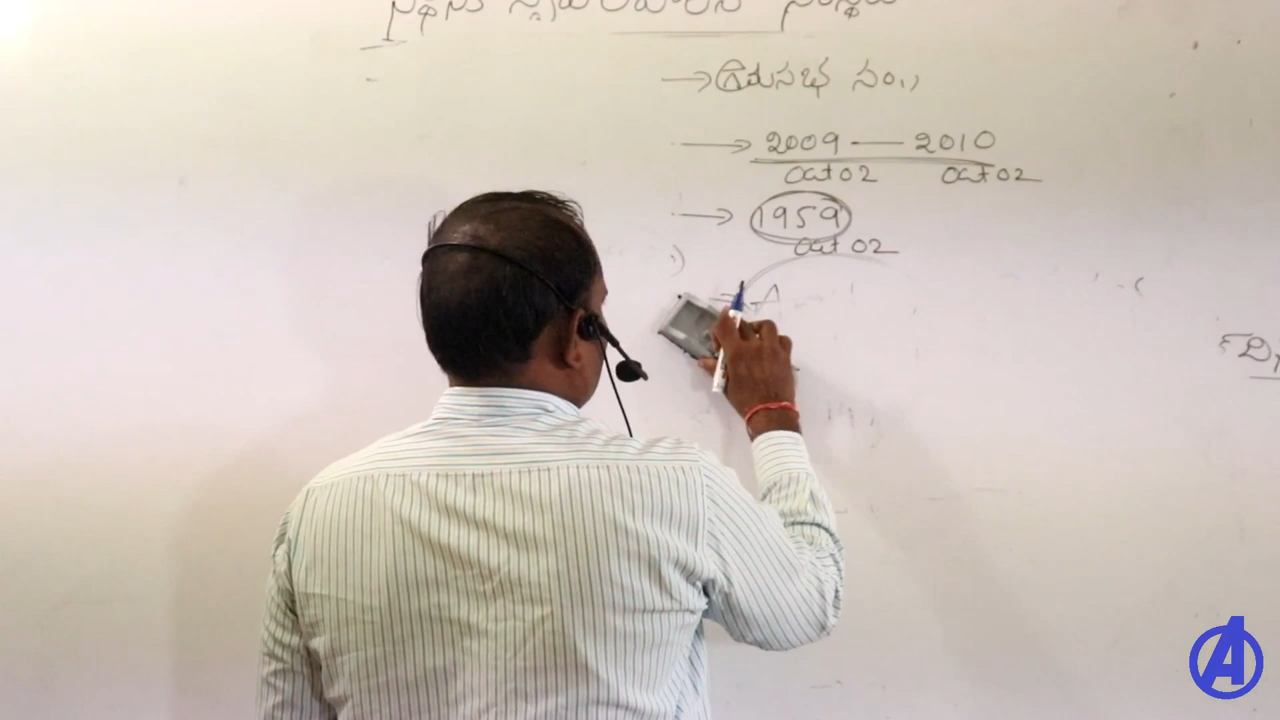 స్థానిక స్వపరిపాలన సంస్థలు
→ గ్రామసభ సం॥,
→ 2009 — 2010
Oct 02 Oct 02
→ 1959
Oct 02